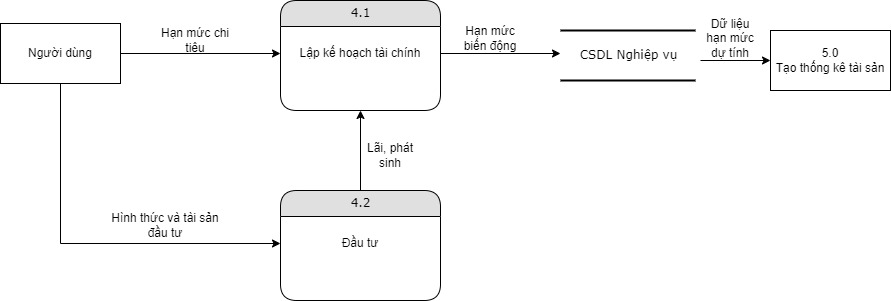 4.1
Người dùng
Hạn mức chi
tiêu
Lập kế hoạch tài chính
Hạn mức
biến động
CSDL Nghiệp vụ
Dữ liệu
hạn mức
dự tính
5.0
Tạo thống kê tài sản
Lãi, phát
sinh
4.2
Hình thức và tài sản
đầu tư
Đầu tư